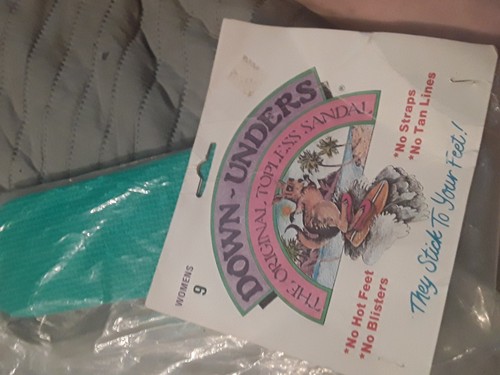 DOWN-UNDERS
THE ORIGINAL TOPLESS SANDAL
WOMENS
9
*No Straps
*No Tan Lines
*No Hot Feet
*No Blisters
They Stick To Your Feet!